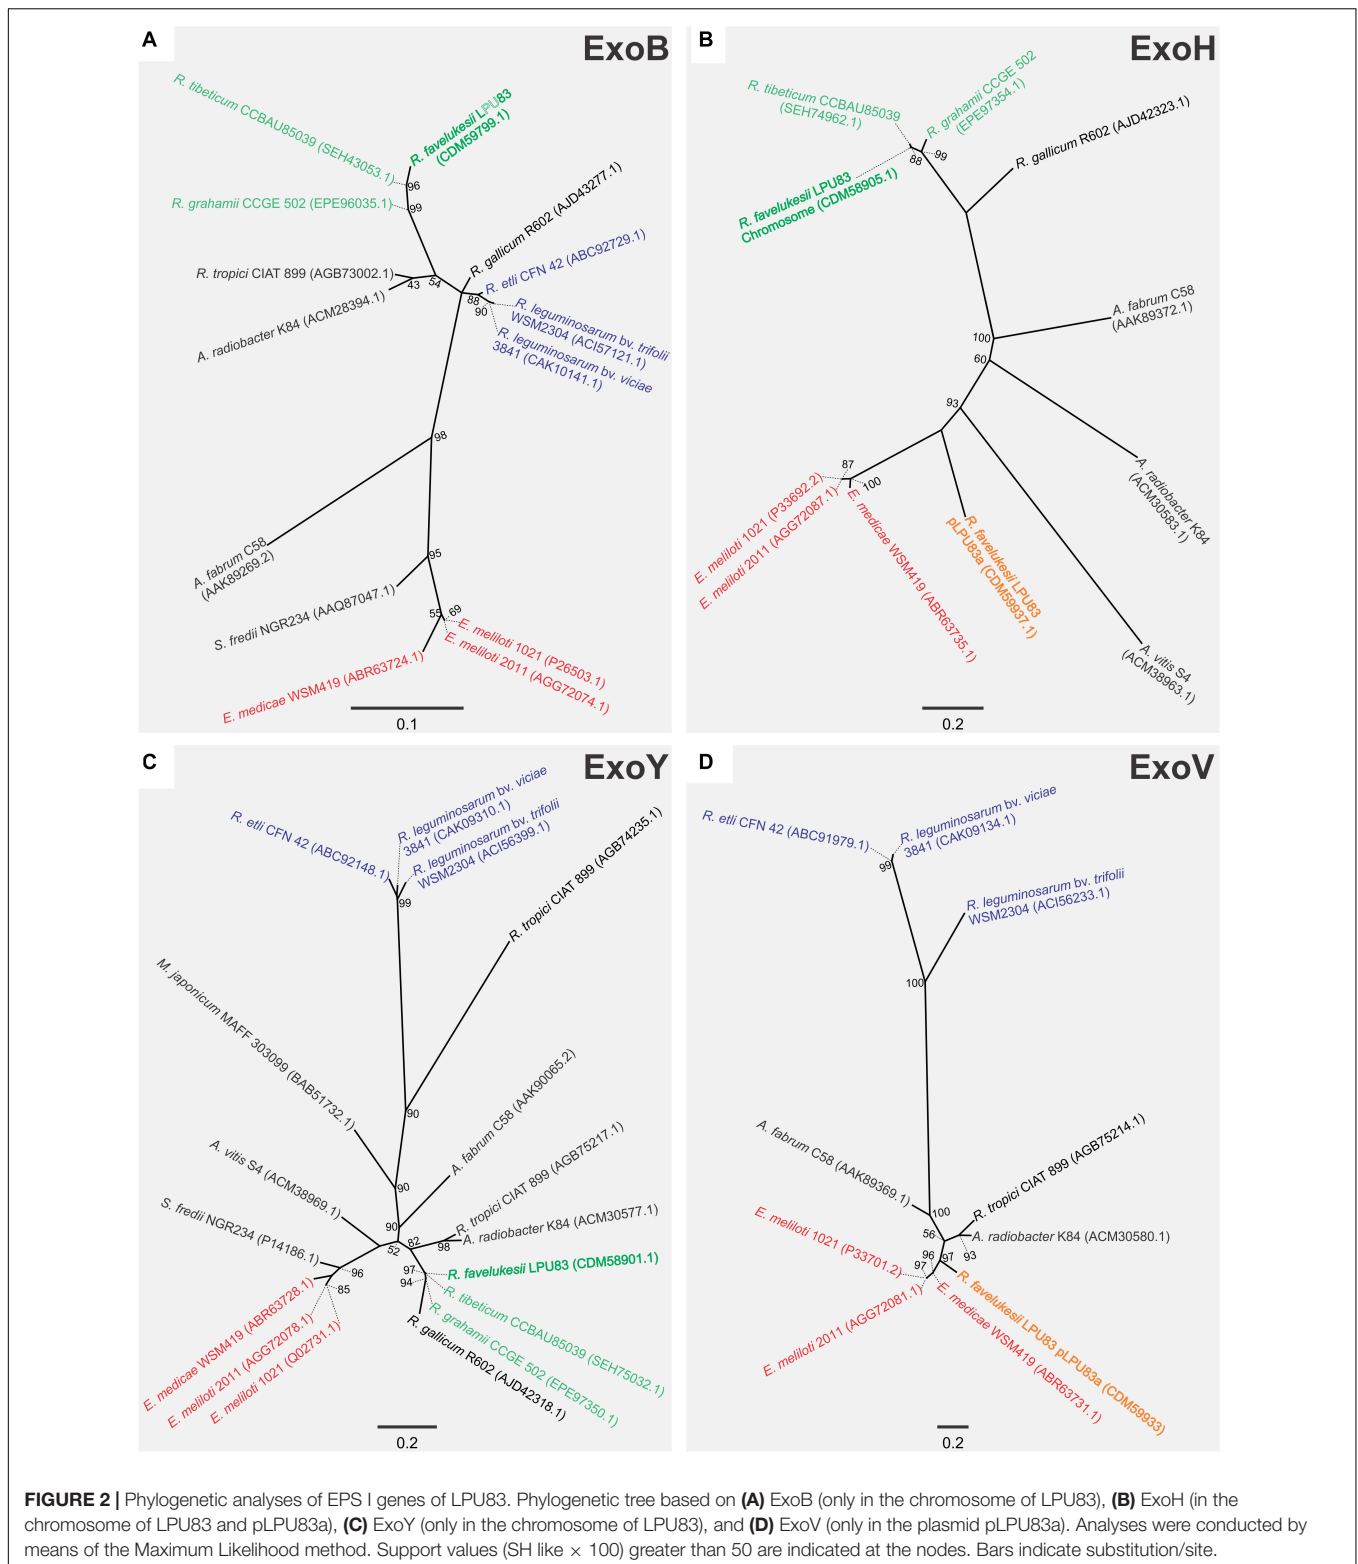 A
ExoB
R. tibeticum CCBAU85039 (SEH43053.1)
R. favelukesii LPU83
(CDM59799.1)
96
R. grahamii CCGE 502 (EPE96035.1)
99
R. gallicum R602 (AJD43277.1)
R. tropici CIAT 899 (AGB73002.1)
43
54
R. etli CFN 42 (ABC92729.1)
88
90
A. radiobacter K84 (ACM28394.1)
R. leguminosarum bv. trifolii
WSM2304 (ACI57121.1)
R. leguminosarum bv. viciae
3841 (CAK10141.1)
98
A. fabrum C58
(AAK89269.2)
95
S. fredii NGR234 (AAQ87047.1)
55
69
E. meliloti 1021 (P26503.1)
E. meliloti 2011 (AGG72074.1)
E. medicae WSM419 (ABR63724.1)
0.1
B
ExoH
R. tibeticum CCBAU85039
(SEH74962.1)
R. grahamii CCGE 502
(EPE97354.1)
88
99
R. gallicum R602 (AJD42323.1)
R. favelukesii LPU83
Chromosome (CDM58905.1)
A. fabrum C58
(AAK89372.1)
100
60
93
A. radiobacter K84
(ACM30583.1)
87
100
E. meliloti 1021 (P33692.2)
E. meliloti 2011 (AGG72087.1)
E. medicae WSM419 (ABR63735.1)
R. favelukesii LPU83
pLPU83a (CDM59937.1)
A. vitis S4
(ACM38963.1)
0.2
C
ExoY
R. etli CFN 42 (ABC92148.1)
R. leguminosarum bv. viciae
3841 (CAK09310.1)
R. leguminosarum bv. trifolii
WSM2304 (ACI56399.1)
99
R. tropici CIAT 899 (AGB74235.1)
M. japonicum MAFF 303099 (BAB51732.1)
90
90
A. fabrum C58 (AAK90065.2)
A. vitis S4 (ACM38969.1)
90
R. tropici CIAT 899 (AGB75217.1)
A. radiobacter K84 (ACM30577.1)
52
82
98
S. fredii NGR234 (P14186.1)
96
97
R. favelukesii LPU83 (CDM58901.1)
94
85
R. tibeticum CCBAU85039 (SEH75032.1)
R. grahamii CCGE 502 (EPE97350.1)
R. gallicum R602 (AJD42318.1)
E. medicae WSM419 (ABR63728.1)
E. meliloti 2011 (AGG72078.1)
E. meliloti 1021 (Q02731.1)
0.2
D
ExoV
R. etli CFN 42 (ABC91979.1)
R. leguminosarum bv. viciae
3841 (CAK09134.1)
99
R. leguminosarum bv. trifolii
WSM2304 (ACI56233.1)
100
A. fabrum C58 (AAK89369.1)
100
R. tropici CIAT 899 (AGB75214.1)
56
A. radiobacter K84 (ACM30580.1)
93
96
97
97
E. meliloti 1021 (P33701.2)
E. meliloti 2011 (AGG72081.1)
R. favelukesii LPU83 pLPU83a (CDM59933)
E. medicae WSM419 (ABR63731.1)
0.2
FIGURE 2 | Phylogenetic analyses of EPS I genes of LPU83. Phylogenetic tree based on (A) ExoB (only in the chromosome of LPU83), (B) ExoH (in the
chromosome of LPU83 and pLPU83a), (C) ExoY (only in the chromosome of LPU83), and (D) ExoV (only in the plasmid pLPU83a). Analyses were conducted by
means of the Maximum Likelihood method. Support values (SH like × 100) greater than 50 are indicated at the nodes. Bars indicate substitution/site.